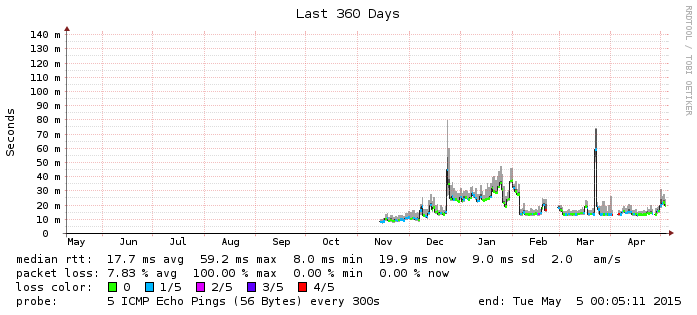 Last 360 Days
RRDTOOL / TOBI OETIKER
Seconds
140 m
130 m
120 m
110 m
100 m
90 m
80 m
70 m
60 m
50 m
40 m
30 m
20 m
10 m
0
May Jun Jul Aug Sep Oct Nov Dec Jan Feb Mar Apr
median rtt: 17.7 ms avg 59.2 ms max 8.0 ms min 19.9 ms now 9.0 ms sd 2.0 am/s
packet loss: 7.83 % avg 100.00 % max 0.00 % min 0.00 % now
loss color: 0 1/5 2/5 3/5 4/5
probe: 5 ICMP Echo Pings (56 Bytes) every 300s end: Tue May 5 00:05:11 2015